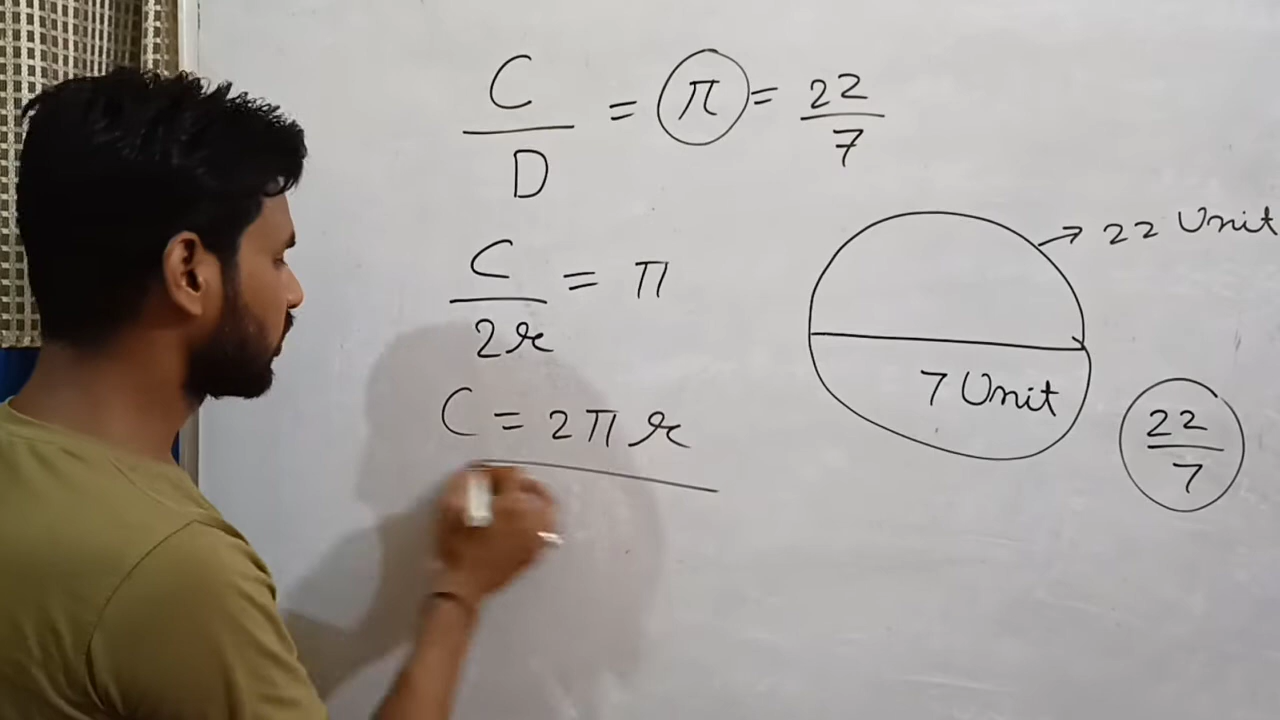 C/D = π = 22/7
C/2r = π
C = 2πr
22 Unit
7 Unit
22/7